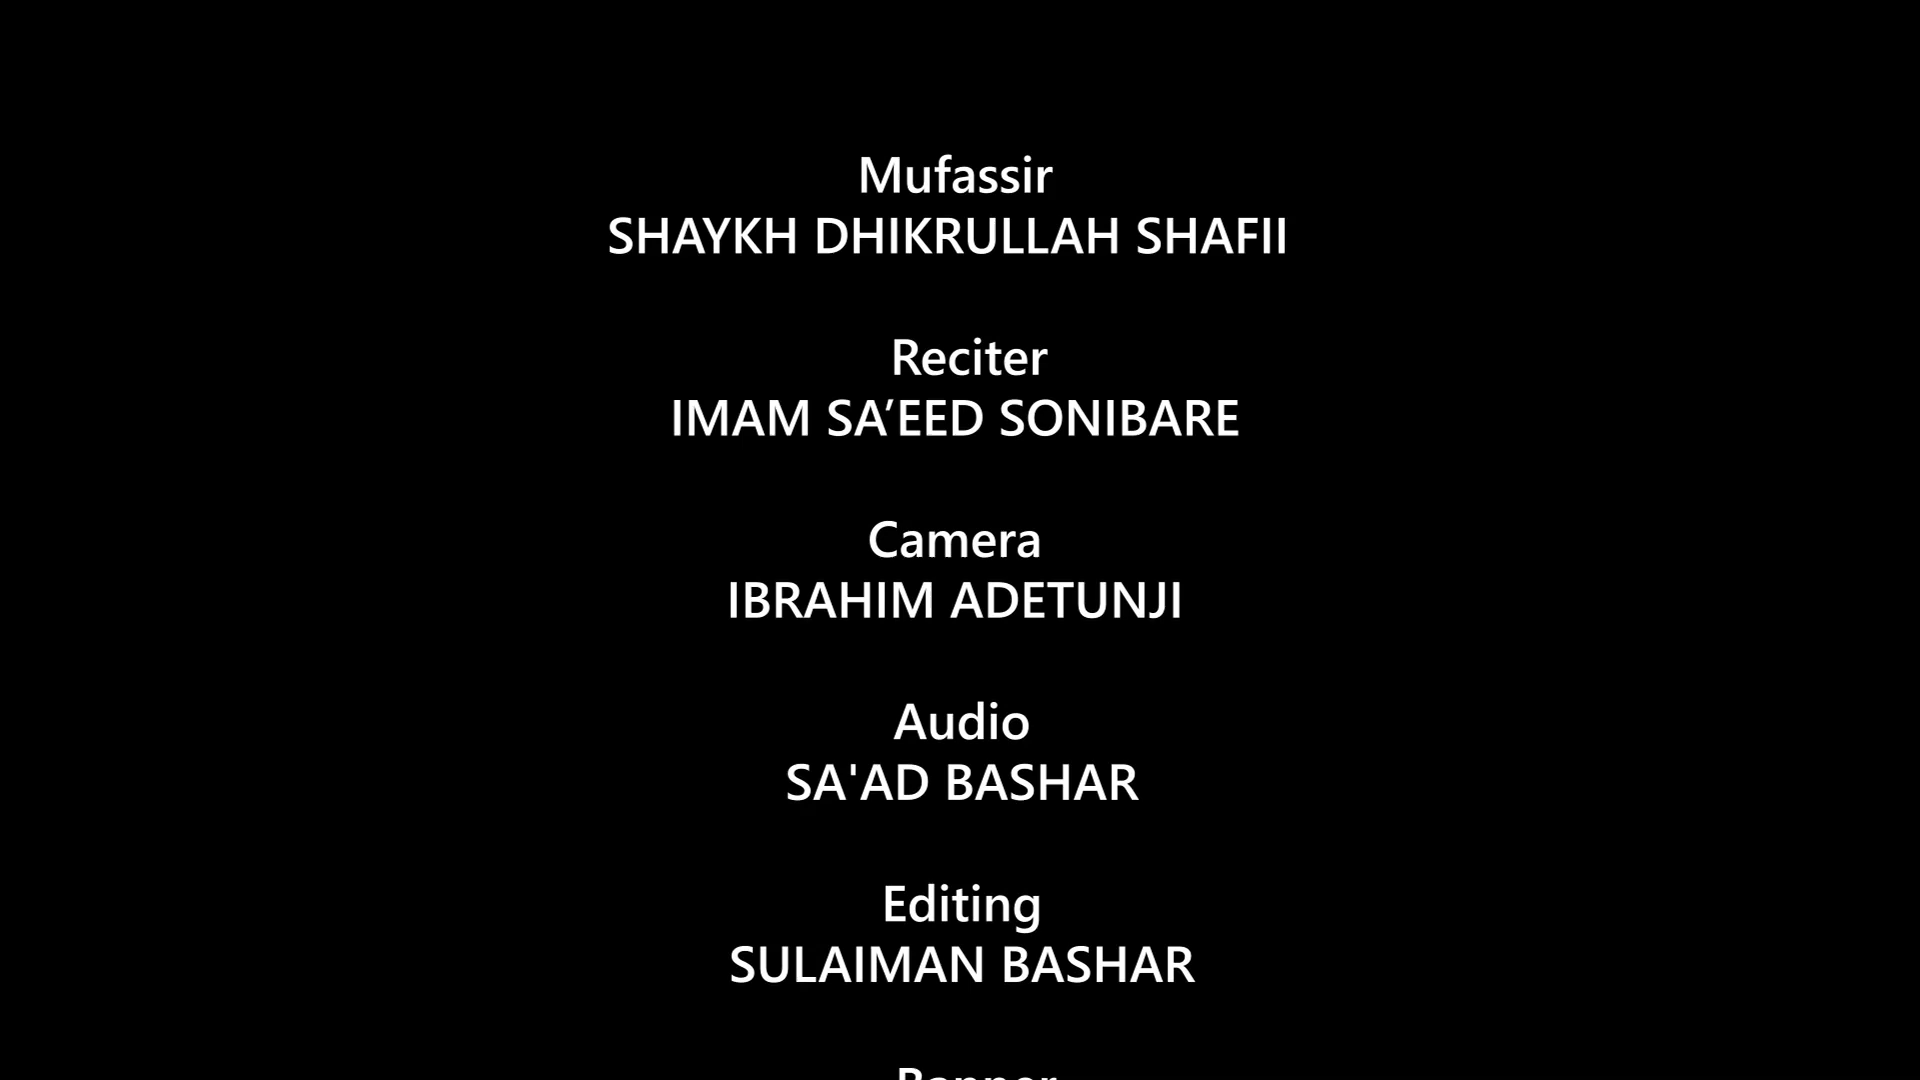 Mufassir
SHAYKH DHIKRULLAH SHAFII
Reciter
IMAM SA’EED SONIBARE
Camera
IBRAHIM ADETUNJI
Audio
SA'AD BASHAR
Editing
SULAIMAN BASHAR